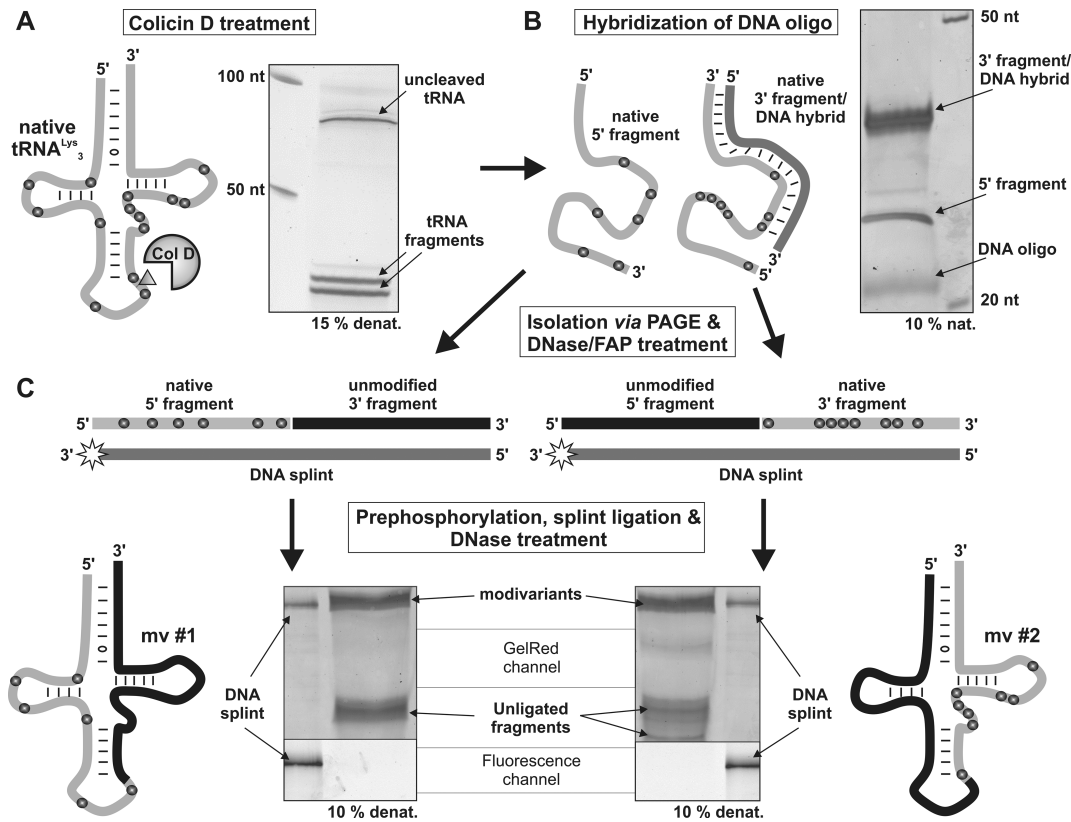 A
Colicin D treatment
5'
3'
native
tRNA^Lys_3
Col D
100 nt
50 nt
uncleaved
tRNA
tRNA
fragments
15 % denat.
B
Hybridization of DNA oligo
5'
native
5' fragment
3'
3'
5'
native
3' fragment/
DNA hybrid
3'
5'
50 nt
3' fragment/
DNA hybrid
5' fragment
DNA oligo
20 nt
10 % nat.
Isolation via PAGE &
DNase/FAP treatment
C
native
5' fragment
unmodified
3' fragment
5'
3'
3'
5'
DNA splint
unmodified
5' fragment
native
3' fragment
5'
3'
3'
5'
DNA splint
Prephosphorylation, splint ligation &
DNase treatment
5'
3'
mv #1
DNA
splint
modivariants
GelRed
channel
Unligated
fragments
Fluorescence
channel
10 % denat.
10 % denat.
DNA
splint
5'
3'
mv #2